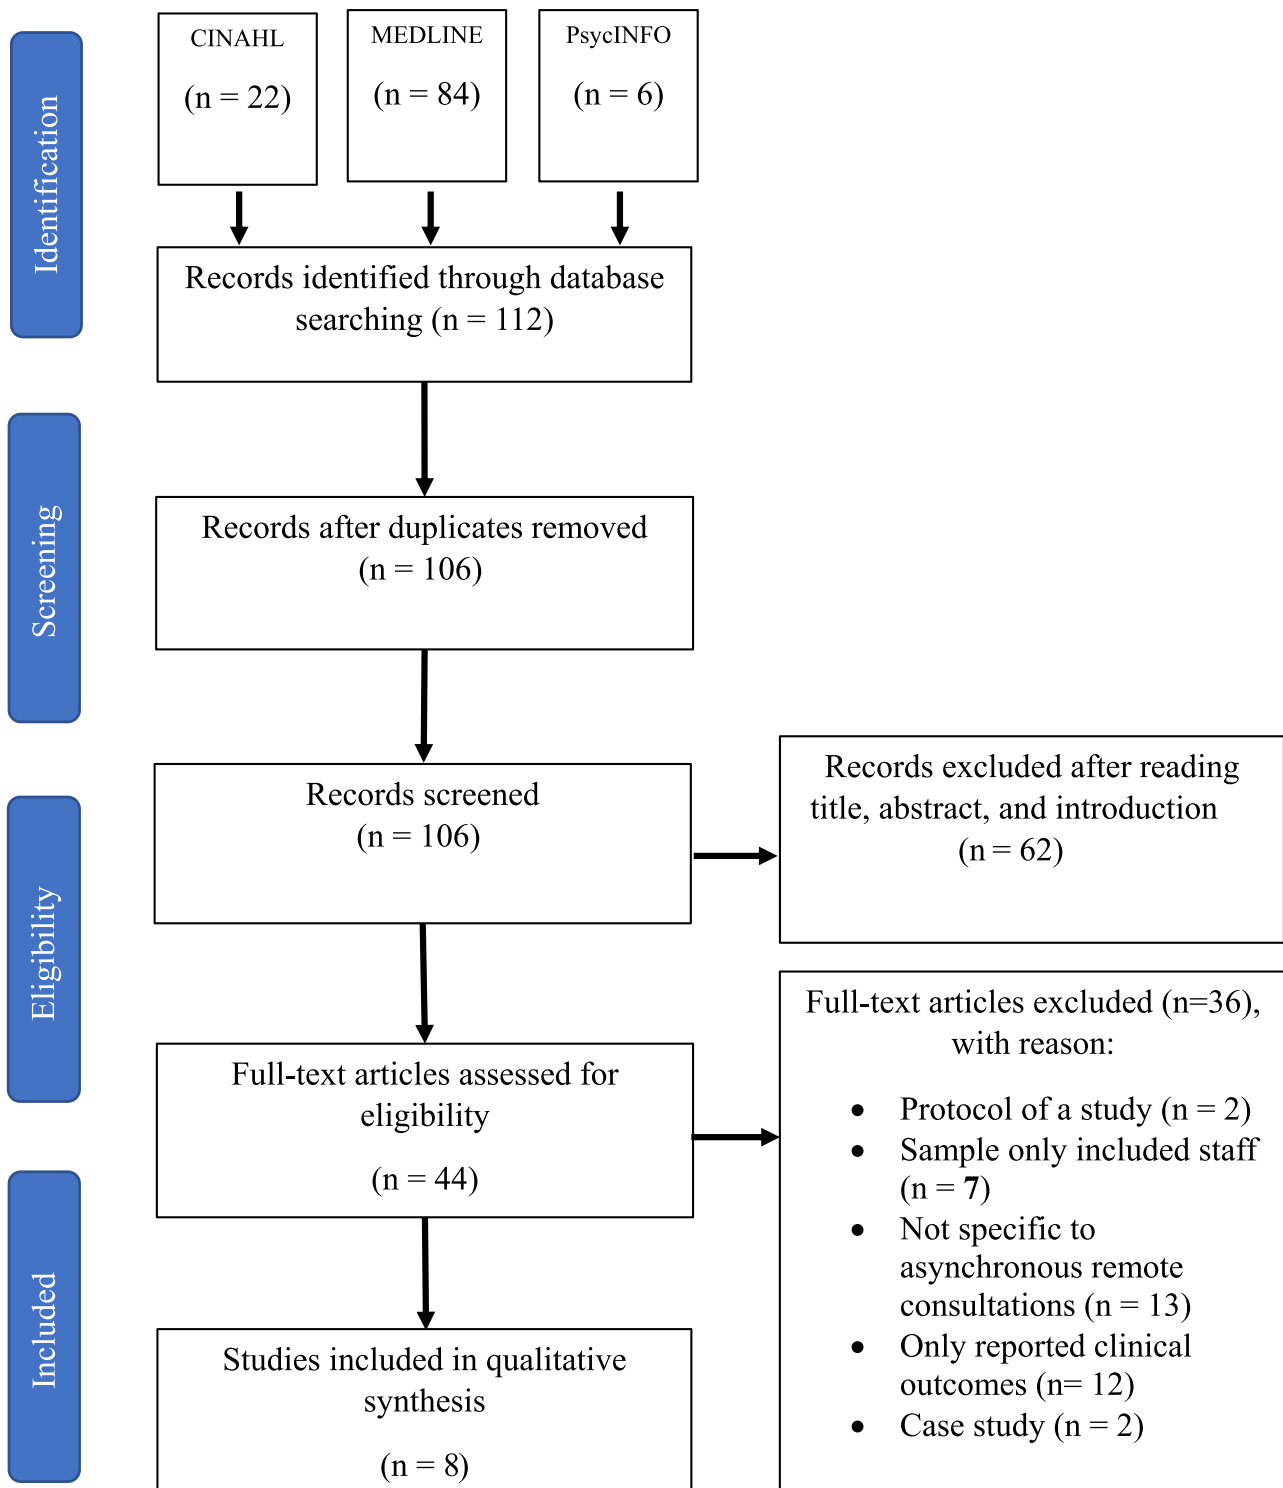 Identification
CINAHL
(n = 22)
MEDLINE
(n = 84)
PsycINFO
(n = 6)
Records identified through database
searching (n = 112)
Screening
Records after duplicates removed
(n = 106)
Eligibility
Records screened
(n = 106)
Records excluded after reading
title, abstract, and introduction
(n = 62)
Full-text articles assessed for
eligibility
(n = 44)
Full-text articles excluded (n=36),
with reason:
• Protocol of a study (n = 2)
• Sample only included staff
(n = 7)
• Not specific to
asynchronous remote
consultations (n = 13)
• Only reported clinical
outcomes (n= 12)
• Case study (n = 2)
Included
Studies included in qualitative
synthesis
(n = 8)